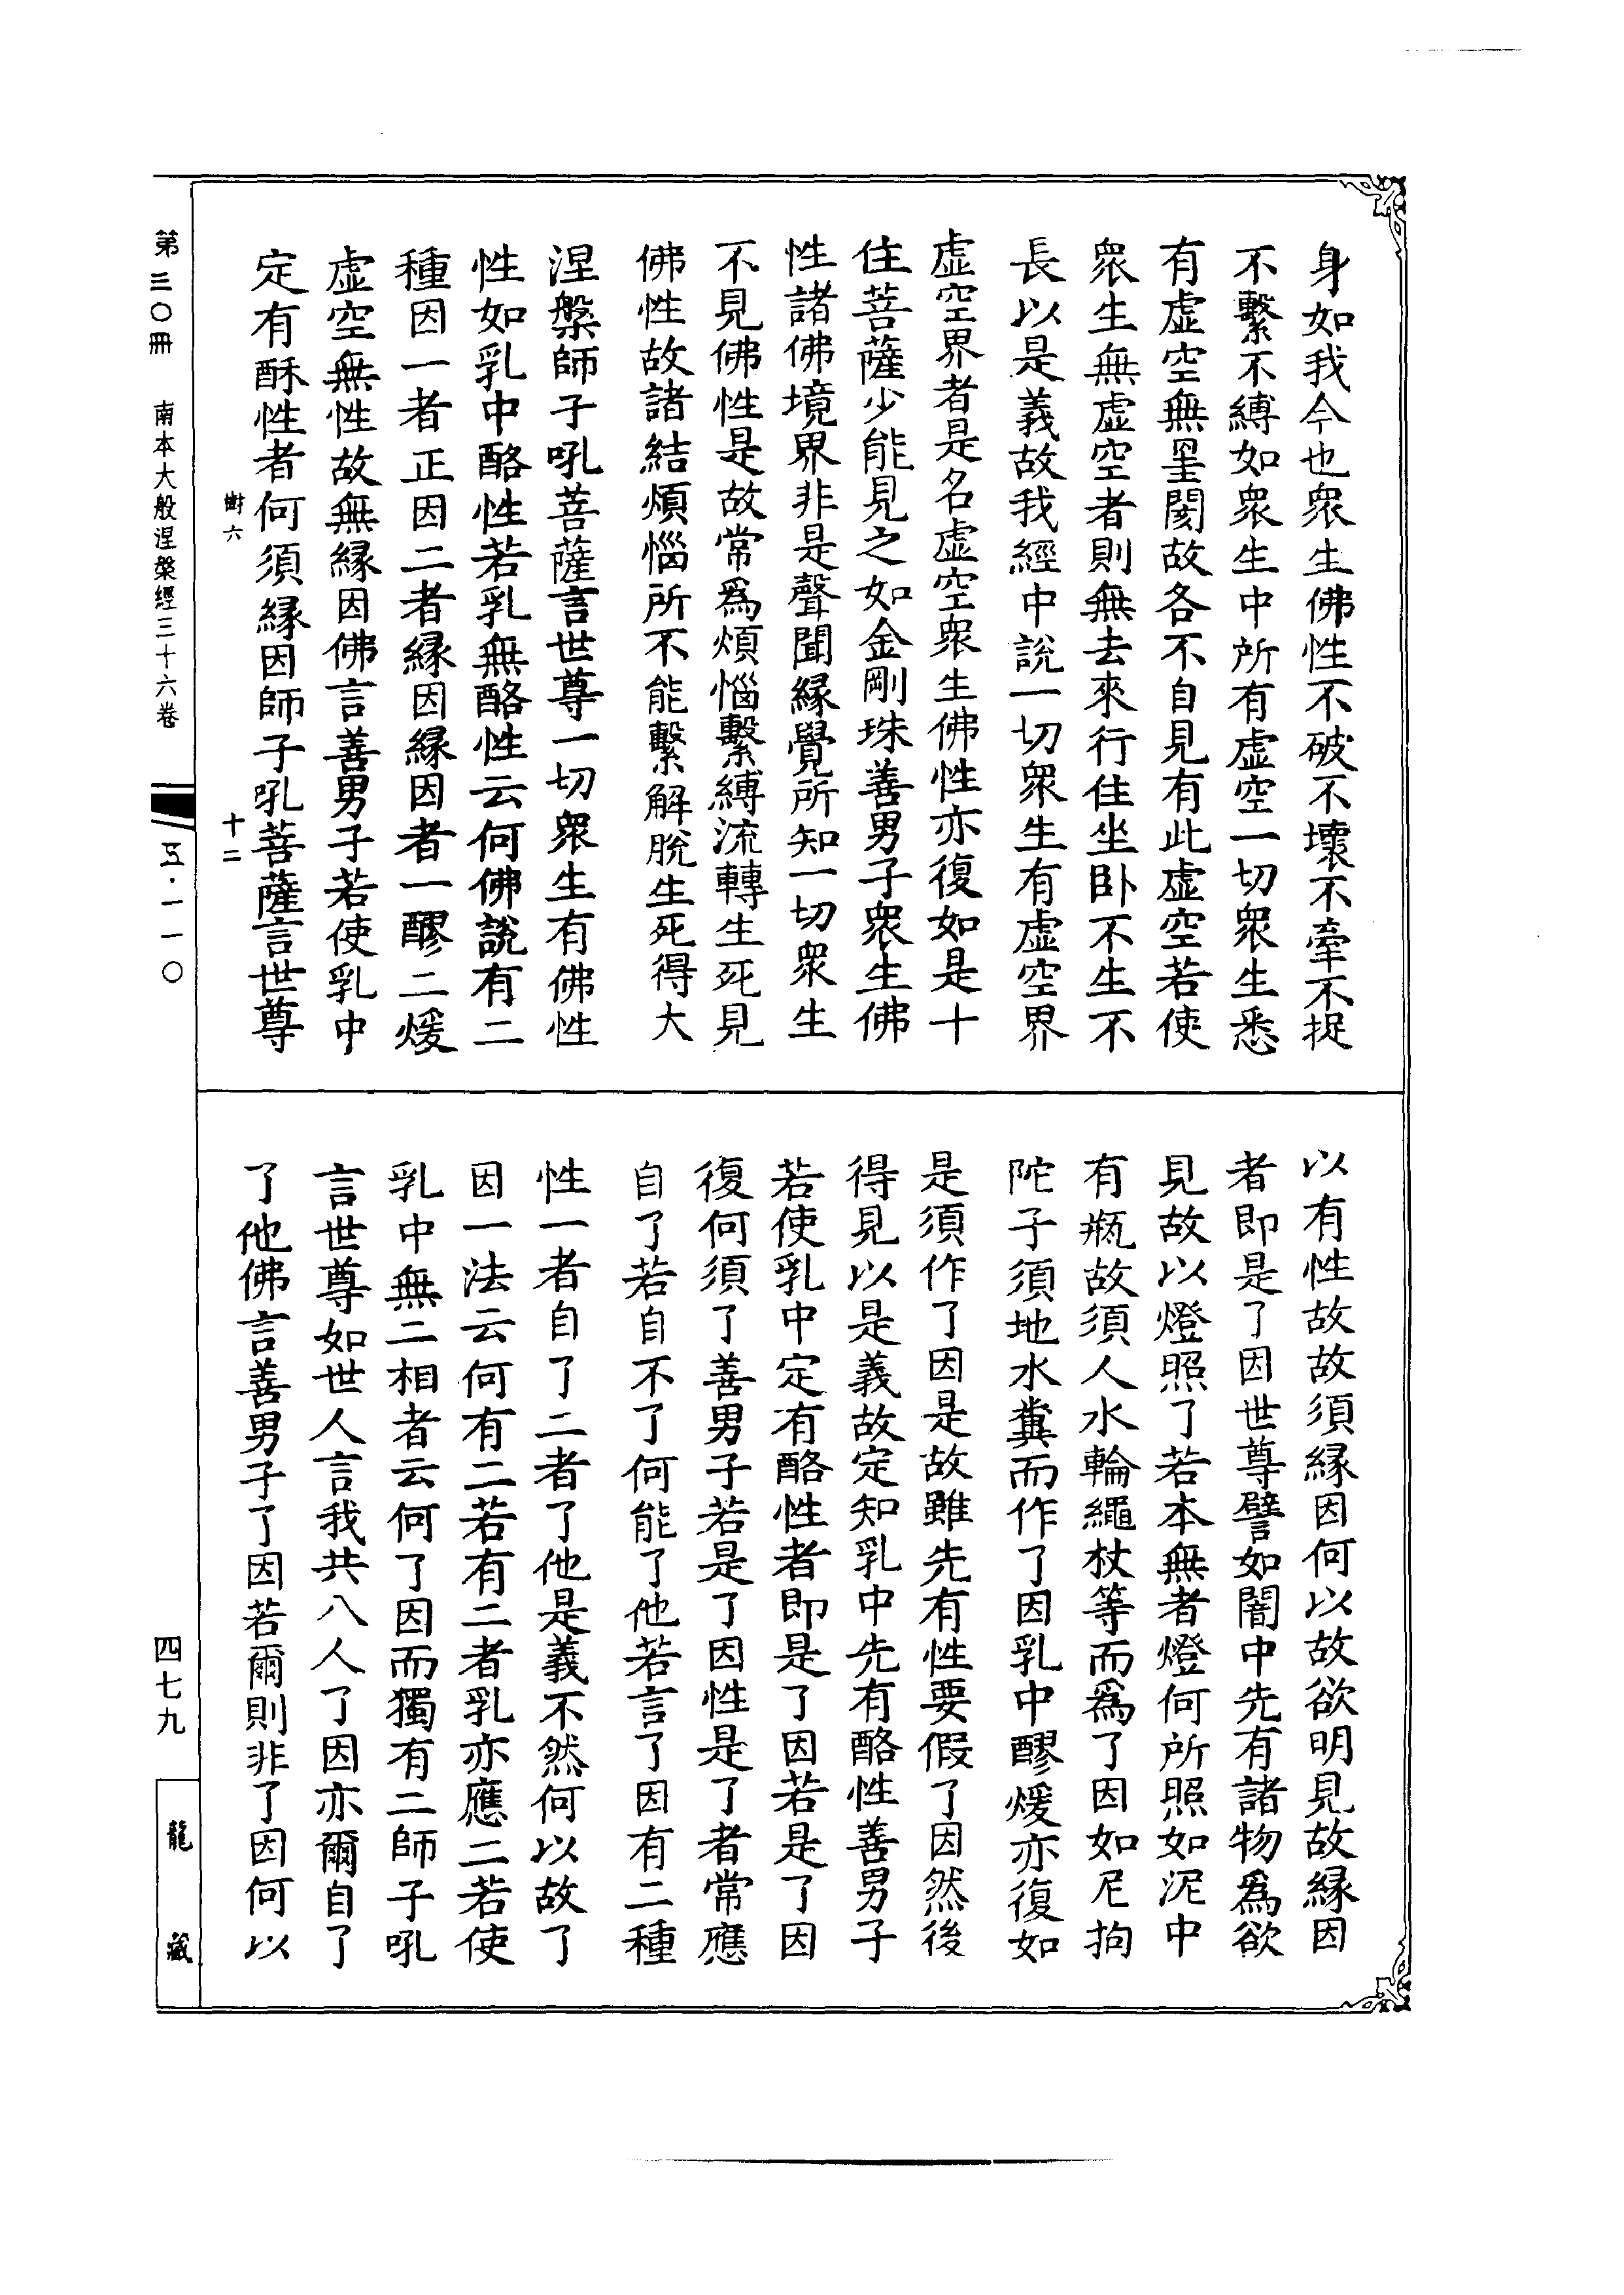 身如我今也衆生佛性不破不壞不牽不捉
不繫不縛如衆生中所有虛空一切衆生悉
有虛空無罣閡故各不自見有此虛空若使
衆生無虛空者則無去來行住坐卧不生不
長以是義故我經中說一切衆生有虛空界
虛空界者是名虛空衆生佛性亦復如是十
住菩薩少能見之如金剛珠善男子衆生佛
性諸佛境界非是聲聞緣覺所知一切衆生
不見佛性是故常爲煩惱繫縛流轉生死見
佛性故諸結煩惱所不能繫解脫生死得大
涅槃師子吼菩薩言世尊一切衆生有佛性
性如乳中酪性若乳無酪性云何佛說有二
種因一者正因二者緣因緣因者一醪二煖
虛空無性故無緣因佛言善男子若使乳中
定有酥性者何須緣因師子吼菩薩言世尊
以有性故故須緣因何以故欲明見故緣因
者即是了因世尊譬如闇中先有諸物爲欲
見故以燈照了若本無者燈何所照如泥中
有瓶故須人水輪繩杖等而爲了因如尼拘
陀子須地水糞而作了因乳中醪煖亦復如
是須作了因是故雖先有性要假了因然後
得見以是義故定知乳中先有酪性善男子
若使乳中定有酪性者即是了因若是了因
復何須了善男子若是了因性是了者常應
自了若自不了何能了他若言了因有二種
性一者自了二者了他是義不然何以故了
因一法云何有二若有二者乳亦應二若使
乳中無二相者云何了因而獨有二師子吼
言世尊如世人言我共八人了因亦爾自了
了他佛言善男子了因若爾則非了因何以
樹六
十二
第三〇冊
南本大般涅槃經三十六卷
五·一一〇
四七九
龍藏